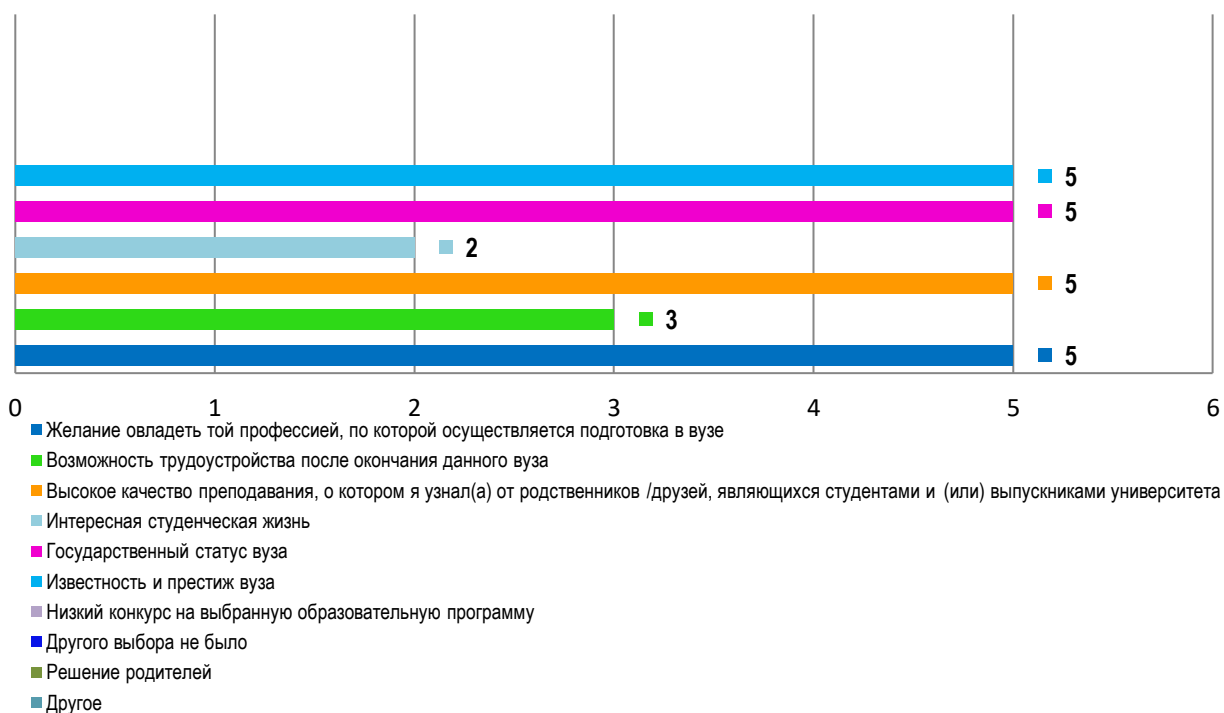 5
5
2
5
3
5
0 1 2 3 4 5 6
Желание овладеть той профессией, по которой осуществляется подготовка в вузе
Возможность трудоустройства после окончания данного вуза
Высокое качество преподавания, о котором я узнал(а) от родственников /друзей, являющихся студентами и (или) выпускниками университета
Интересная студенческая жизнь
Государственный статус вуза
Известность и престиж вуза
Низкий конкурс на выбранную образовательную программу
Другого выбора не было
Решение родителей
Другое